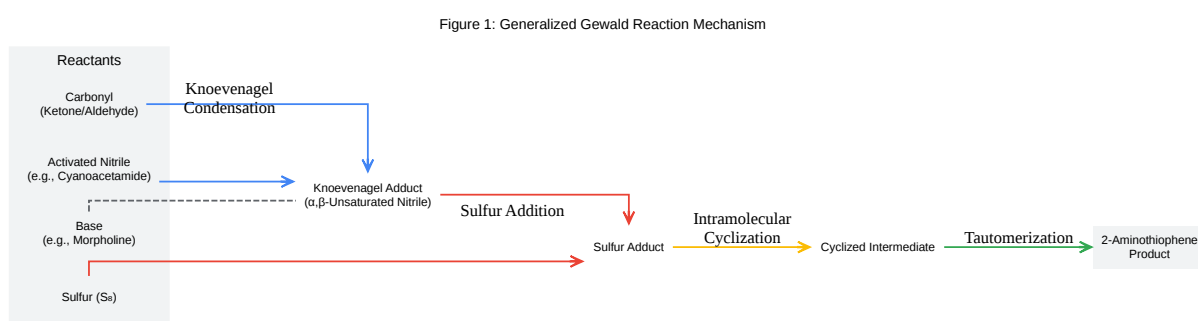 Figure 1: Generalized Gewald Reaction Mechanism
Reactants
Carbonyl
(Ketone/Aldehyde)
Knoevenagel
Condensation
Activated Nitrile
(e.g., Cyanoacetamide)
Knoevenagel Adduct
(α,β-Unsaturated Nitrile)
Base
(e.g., Morpholine)
Sulfur (S₈)
Sulfur Addition
Sulfur Adduct
Intramolecular
Cyclization
Cyclized Intermediate
Tautomerization
2-Aminothiophene
Product